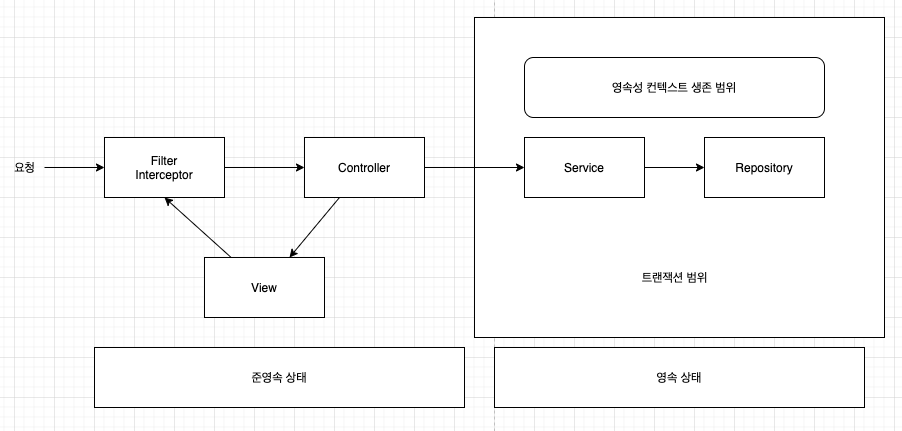 영속성 컨텍스트 생존 범위
요청
Filter
Interceptor
Controller
Service
Repository
View
트랜잭션 범위
준영속 상태
영속 상태